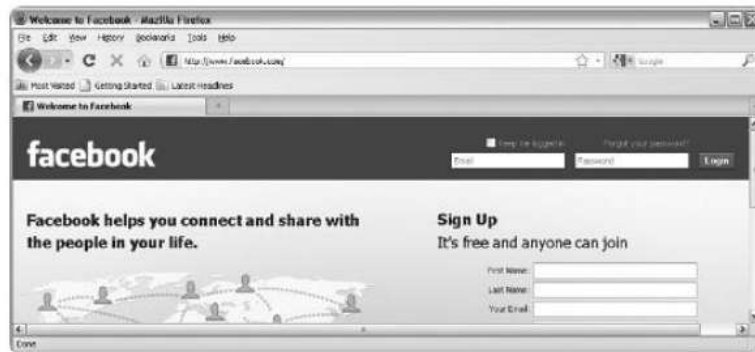 Welcome to Facebook - Mozilla Firefox
File Edit View History Bookmarks Tools Help
http://www.facebook.com/
Google
Most Visited Getting Started Latest Headlines
Welcome to Facebook
facebook
Keep me logged in Forgot your password?
Email Password Login
Facebook helps you connect and share with
the people in your life.
Sign Up
It's free and anyone can join
First Name:
Last Name:
Your Email:
Done